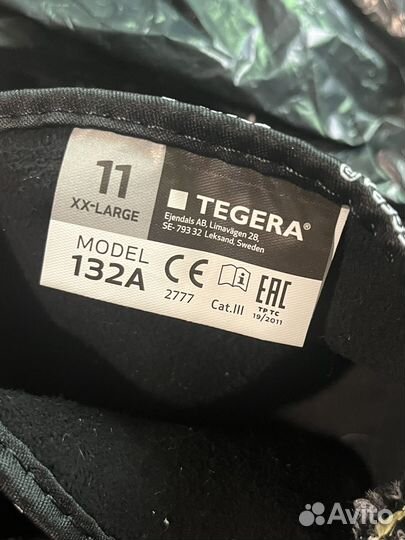 11
XX-LARGE
TEGERA®
Ejendals AB, Limavägen 28,
SE-793 32 Leksand, Sweden
MODEL
132A
CE
2777
i
Cat.III
EAC
TP TC
19/2011
Avito